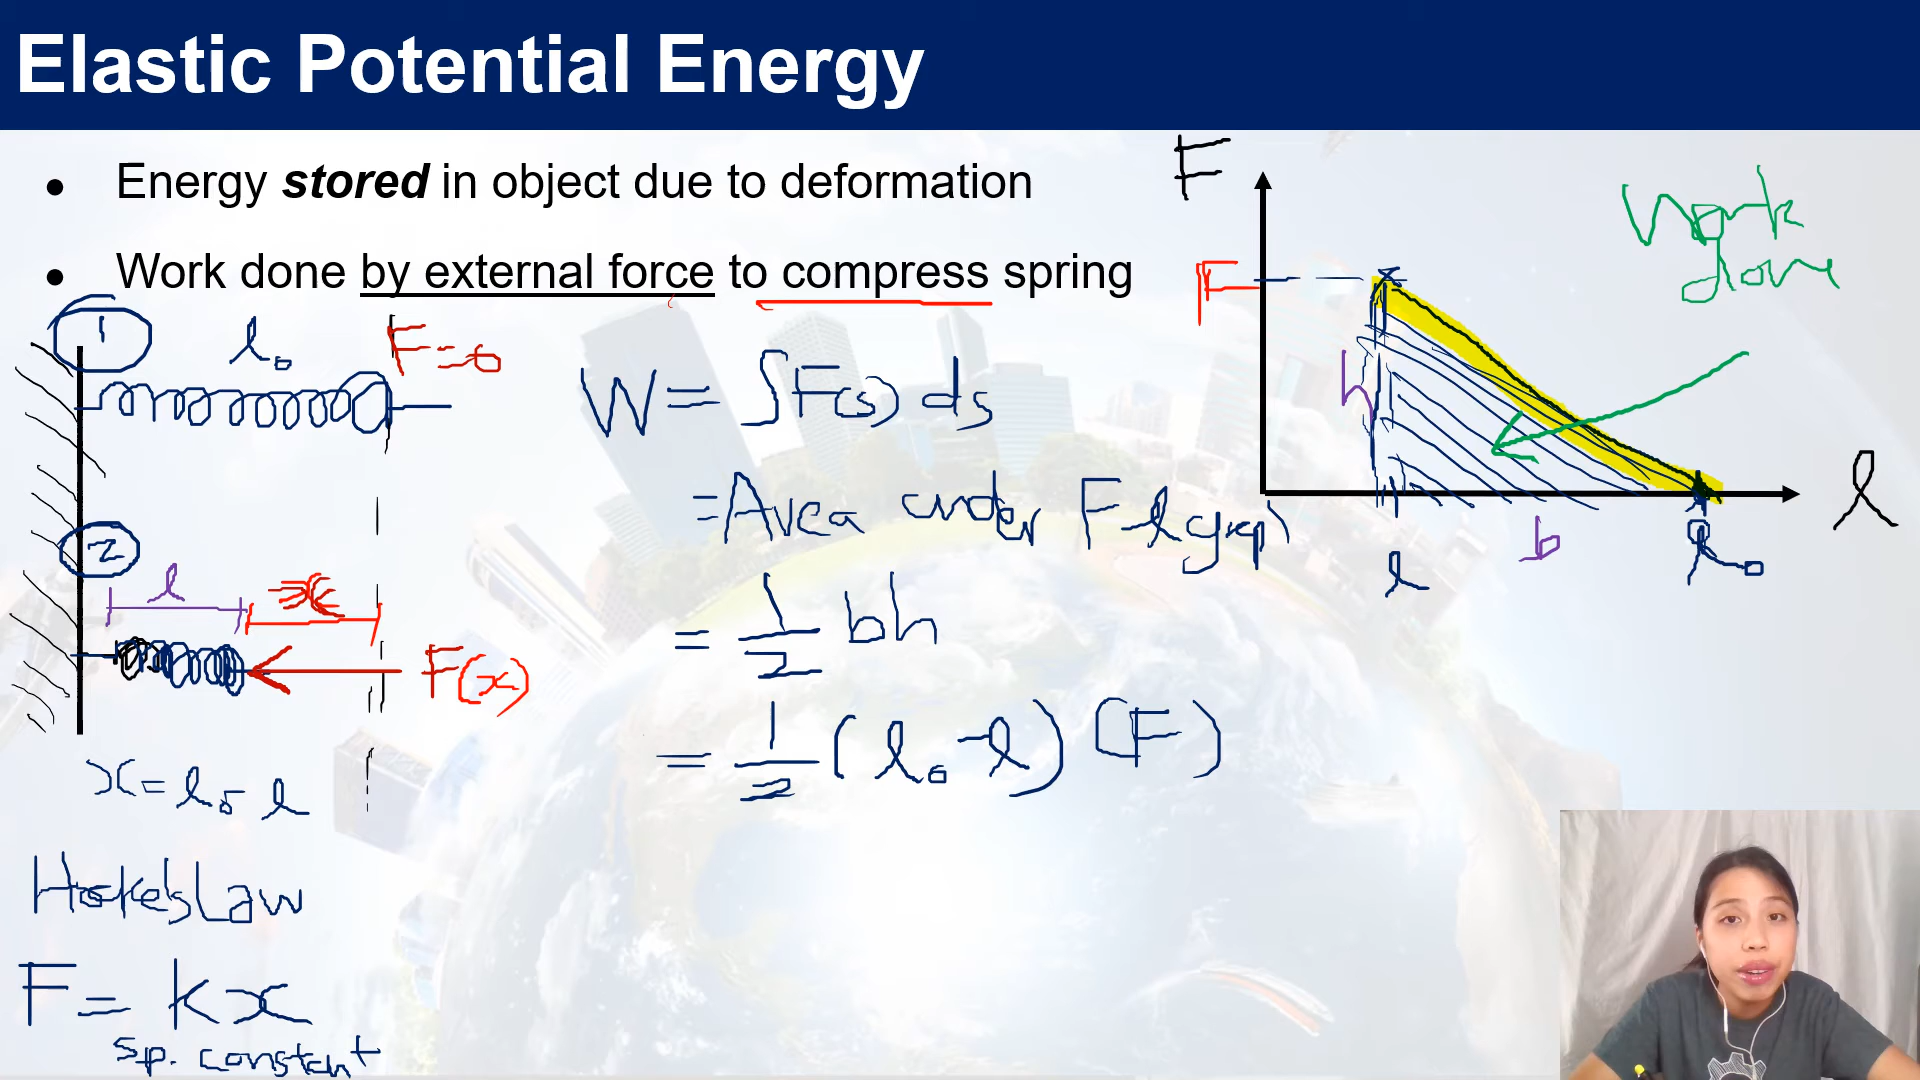 Elastic Potential Energy
• Energy stored in object due to deformation
• Work done by external force to compress spring
1
l₀
F=0
2
l
x
F(x)
x = l₀ - l
Hooke's Law
F = kx
sp. constant
W = ∫F(s) ds
= Area under F l graph
= 1/2 bh
= 1/2 (l₀ - l) (F)
F
F
Work
done
h
b
l
l₀
l